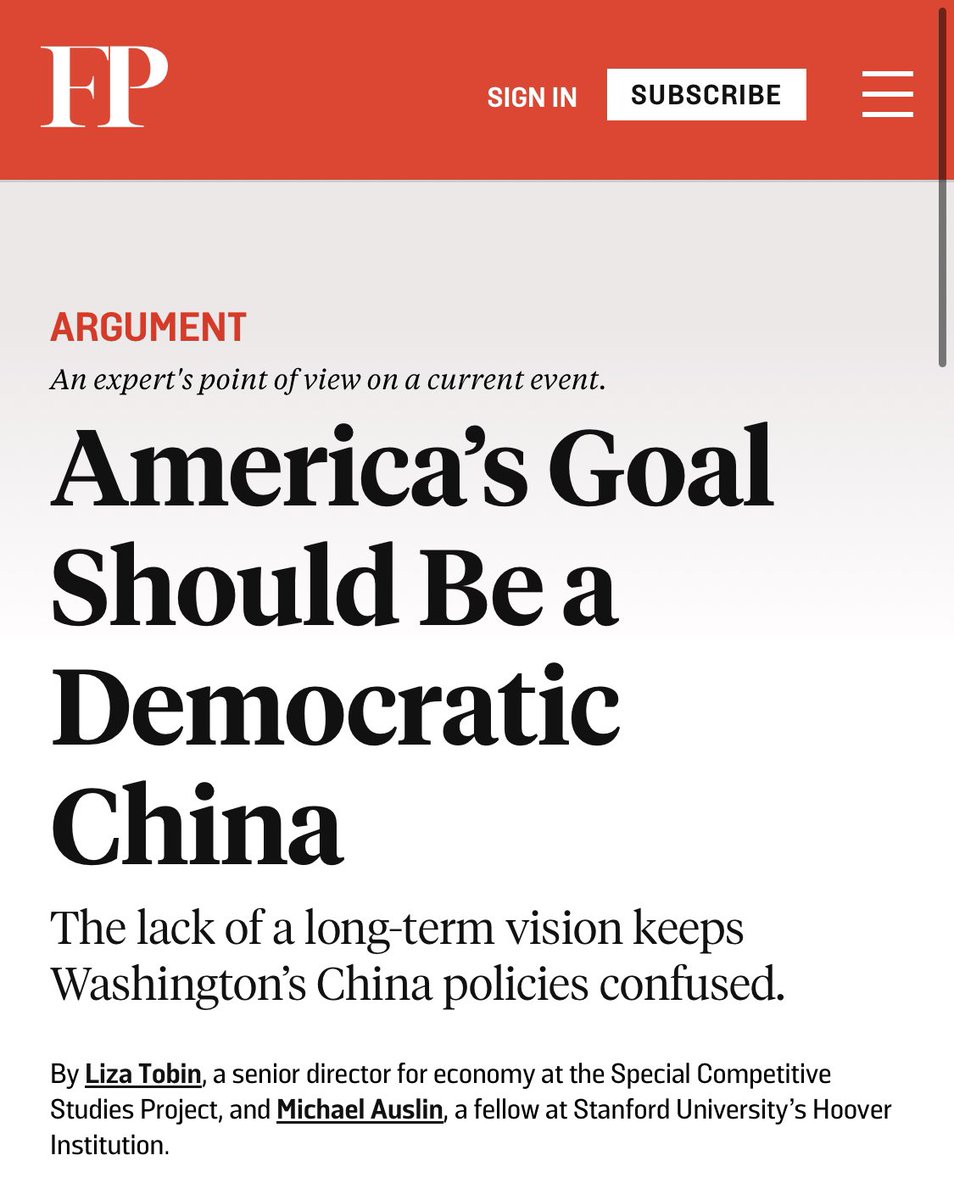 FP
SIGN IN
SUBSCRIBE
ARGUMENT
An expert's point of view on a current event.
America’s Goal
Should Be a
Democratic
China
The lack of a long-term vision keeps
Washington’s China policies confused.
By Liza Tobin, a senior director for economy at the Special Competitive
Studies Project, and Michael Auslin, a fellow at Stanford University’s Hoover
Institution.